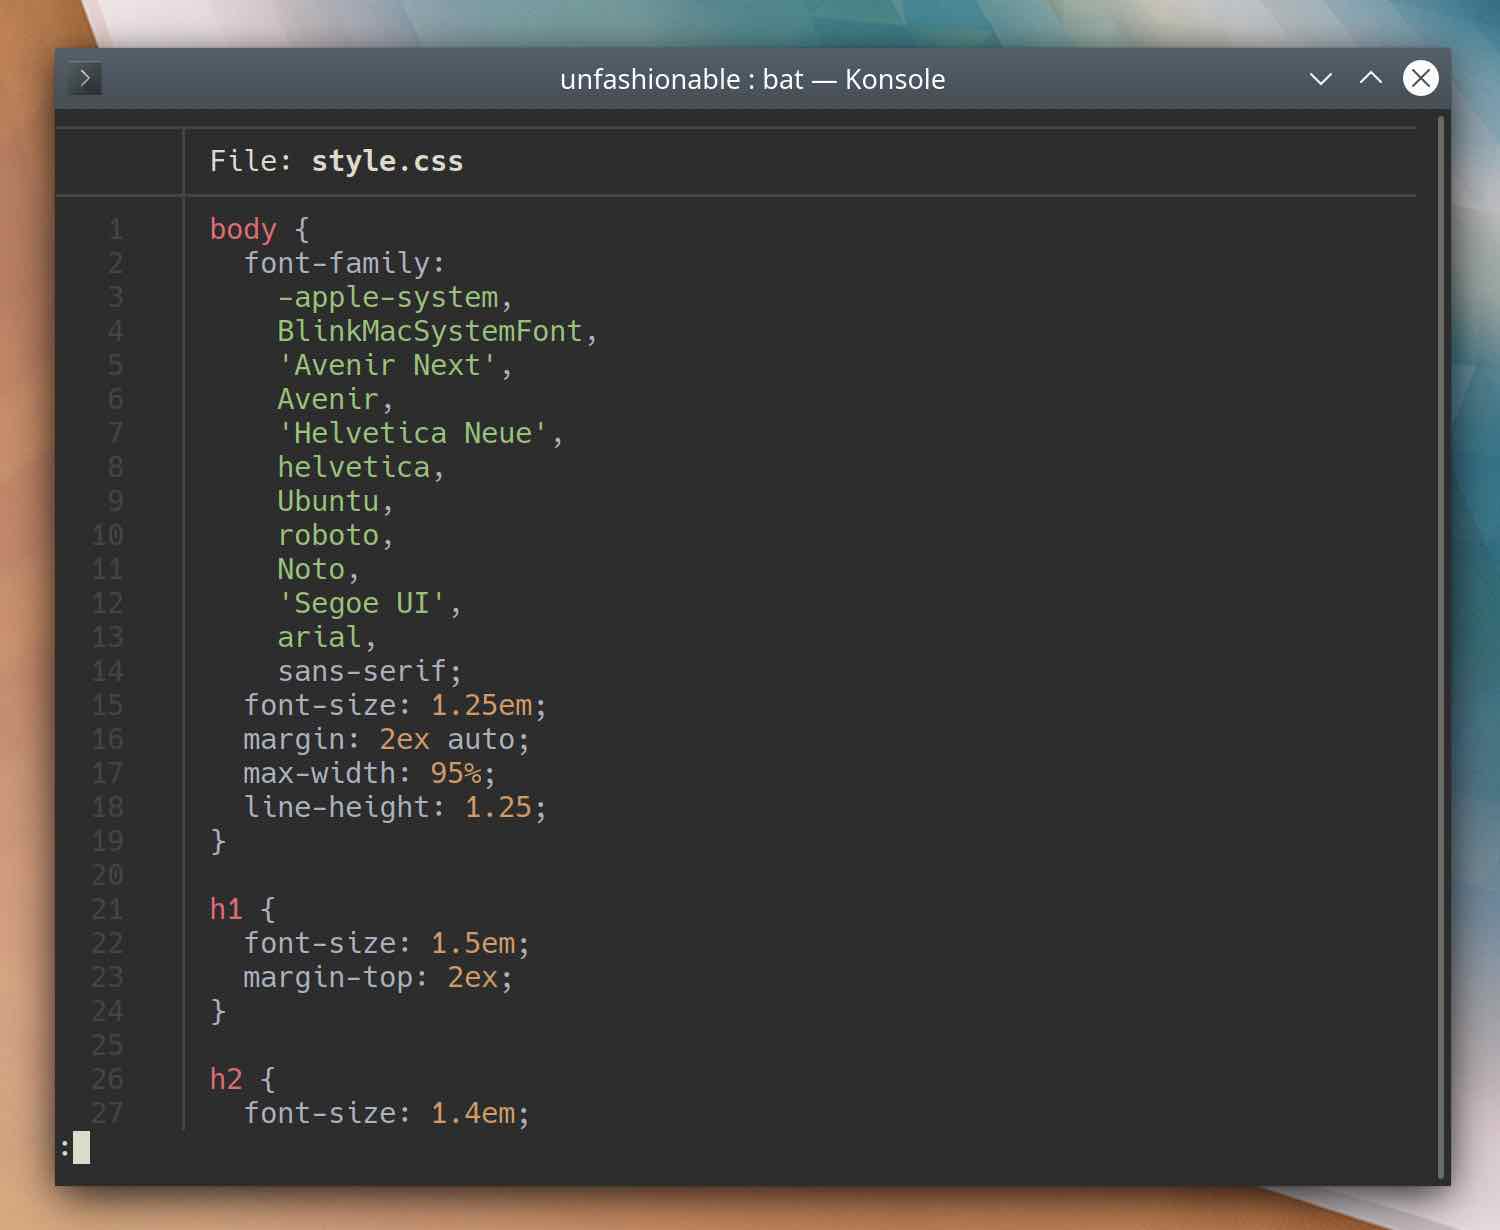 unfashionable : bat — Konsole
File: style.css
1 body {
2   font-family:
3     -apple-system,
4     BlinkMacSystemFont,
5     'Avenir Next',
6     Avenir,
7     'Helvetica Neue',
8     helvetica,
9     Ubuntu,
10     roboto,
11     Noto,
12     'Segoe UI',
13     arial,
14     sans-serif;
15   font-size: 1.25em;
16   margin: 2ex auto;
17   max-width: 95%;
18   line-height: 1.25;
19 }
20
21 h1 {
22   font-size: 1.5em;
23   margin-top: 2ex;
24 }
25
26 h2 {
27   font-size: 1.4em;
: